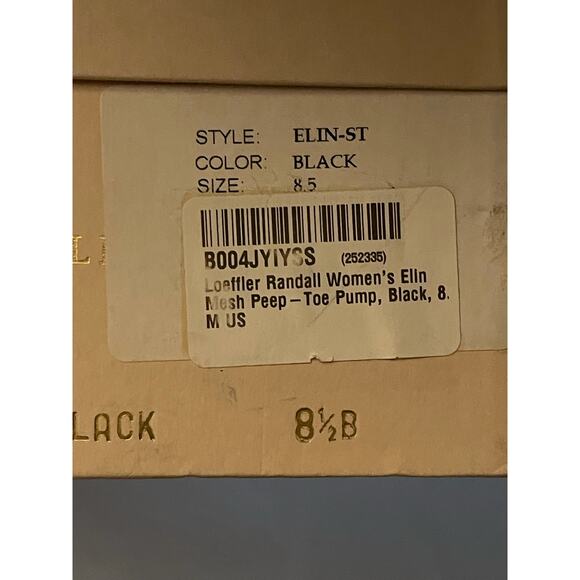 STYLE: ELIN-ST
COLOR: BLACK
SIZE: 8.5
L
B004JYIYSS (252335)
Loeffler Randall Women's Elin
Mesh Peep-Toe Pump, Black, 8.
M US
LACK 8½B